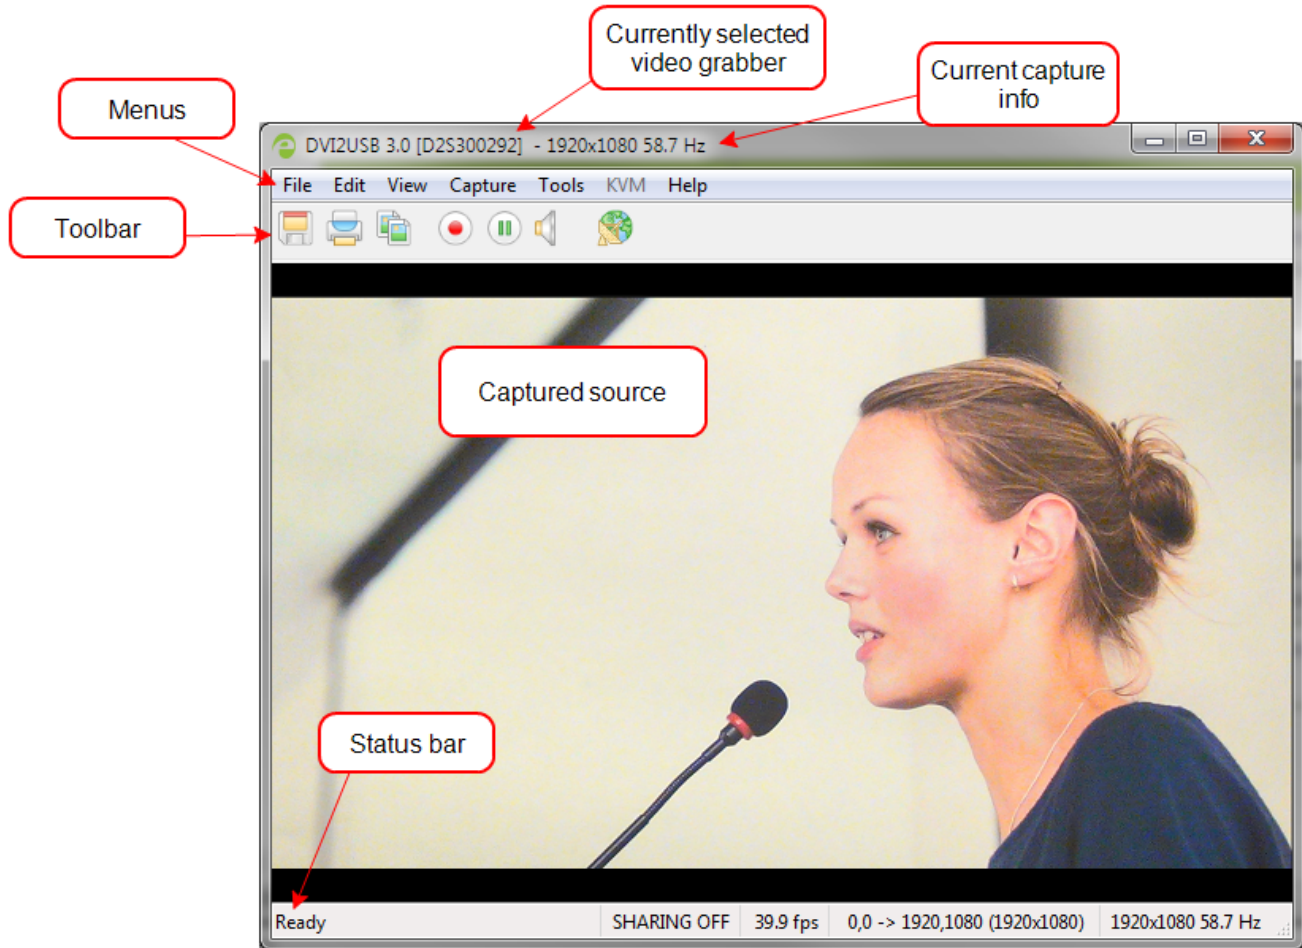 Currently selected
video grabber
Current capture
info
Menus
DVI2USB 3.0 [D2S300292] - 1920x1080 58.7 Hz
File Edit View Capture Tools KVM Help
Toolbar
Captured source
Status bar
Ready SHARING OFF 39.9 fps 0,0 -> 1920,1080 (1920x1080) 1920x1080 58.7 Hz